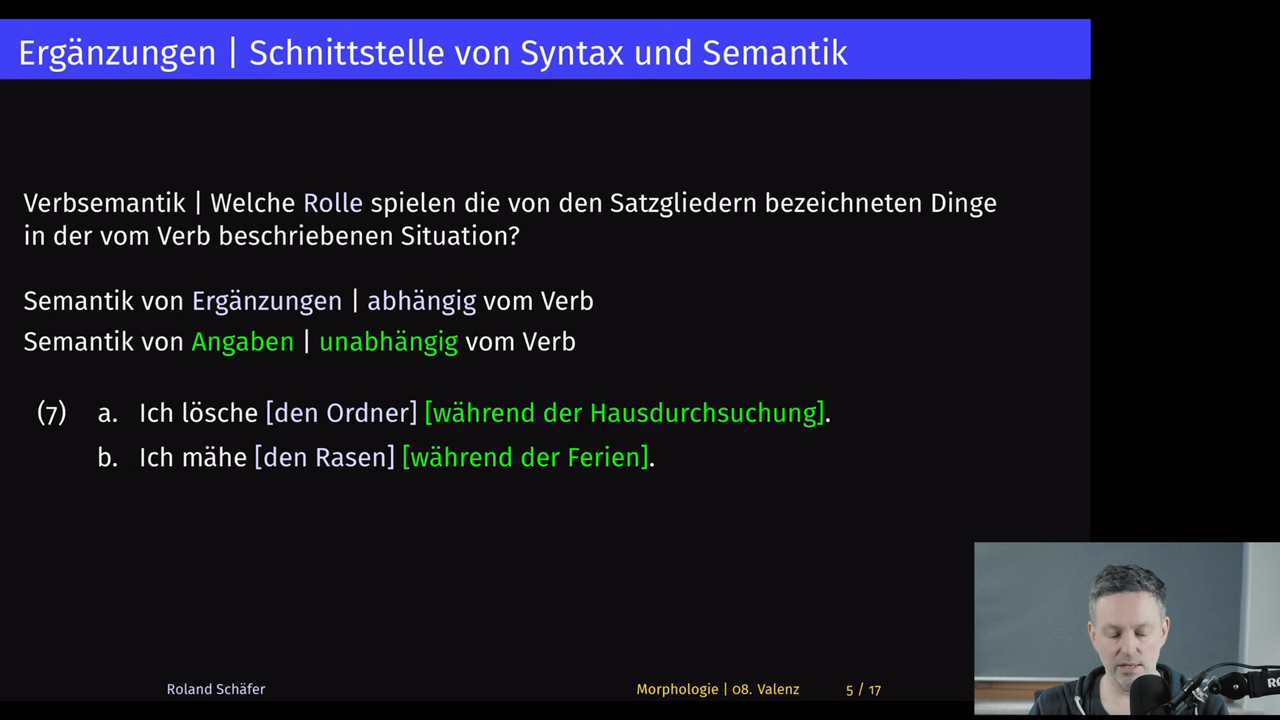 Ergänzungen | Schnittstelle von Syntax und Semantik
Verbsemantik | Welche Rolle spielen die von den Satzgliedern bezeichneten Dinge
in der vom Verb beschriebenen Situation?
Semantik von Ergänzungen | abhängig vom Verb
Semantik von Angaben | unabhängig vom Verb
(7) a. Ich lösche [den Ordner] [während der Hausdurchsuchung].
b. Ich mähe [den Rasen] [während der Ferien].
Roland Schäfer Morphologie | 08. Valenz 5 / 17